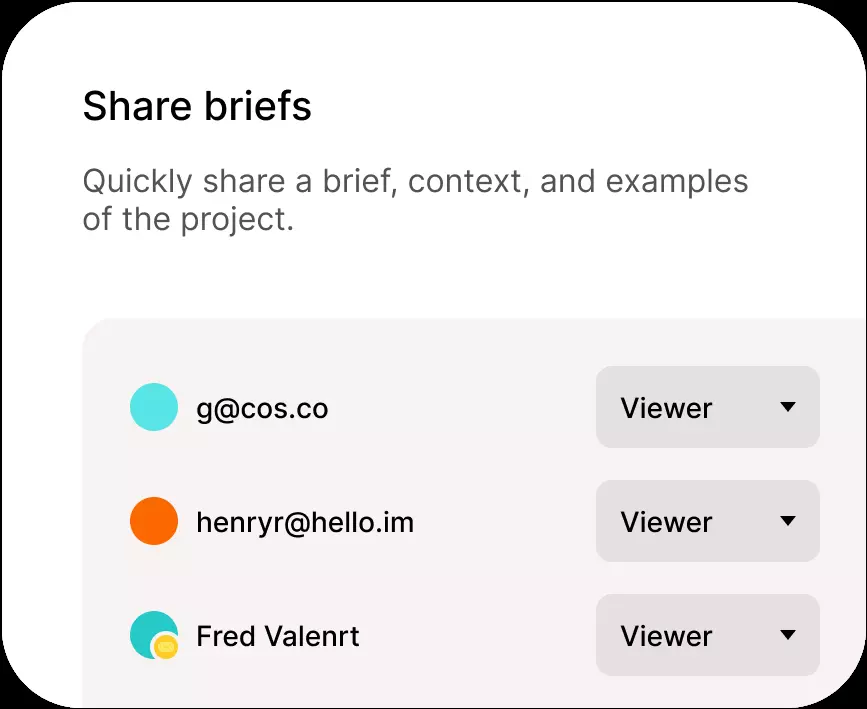 Share briefs
Quickly share a brief, context, and examples
of the project.
g@cos.co
Viewer
henryr@hello.im
Viewer
Fred Valenrt
Viewer